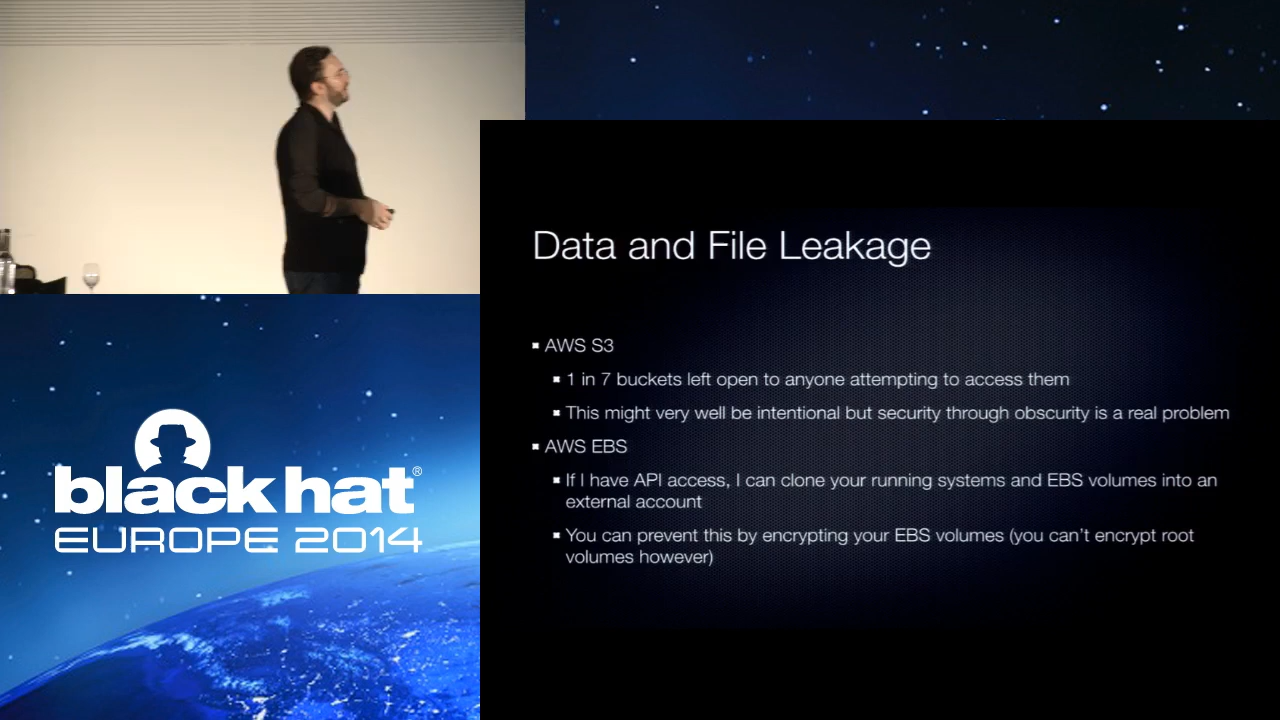 Data and File Leakage
AWS S3
1 in 7 buckets left open to anyone attempting to access them
This might very well be intentional but security through obscurity is a real problem
AWS EBS
If I have API access, I can clone your running systems and EBS volumes into an
external account
You can prevent this by encrypting your EBS volumes (you can't encrypt root
volumes however)
black hat®
EUROPE 2014